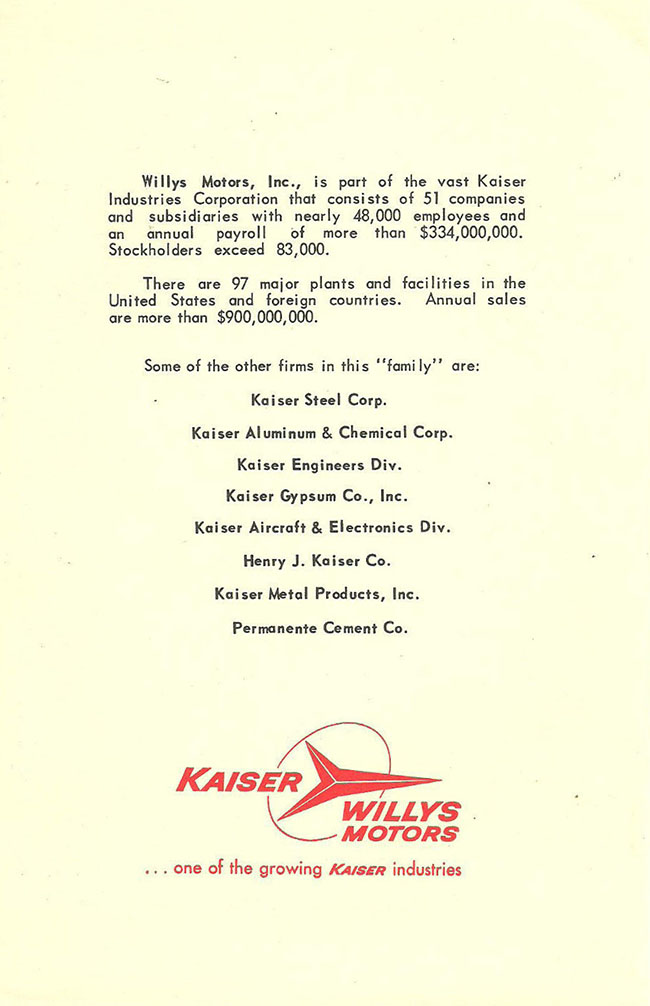 Willys Motors, Inc., is part of the vast Kaiser
Industries Corporation that consists of 51 companies
and subsidiaries with nearly 48,000 employees and
an annual payroll of more than $334,000,000.
Stockholders exceed 83,000.
There are 97 major plants and facilities in the
United States and foreign countries. Annual sales
are more than $900,000,000.
Some of the other firms in this "family" are:
Kaiser Steel Corp.
Kaiser Aluminum & Chemical Corp.
Kaiser Engineers Div.
Kaiser Gypsum Co., Inc.
Kaiser Aircraft & Electronics Div.
Henry J. Kaiser Co.
Kaiser Metal Products, Inc.
Permanente Cement Co.
KAISER
WILLYS
MOTORS
... one of the growing KAISER industries